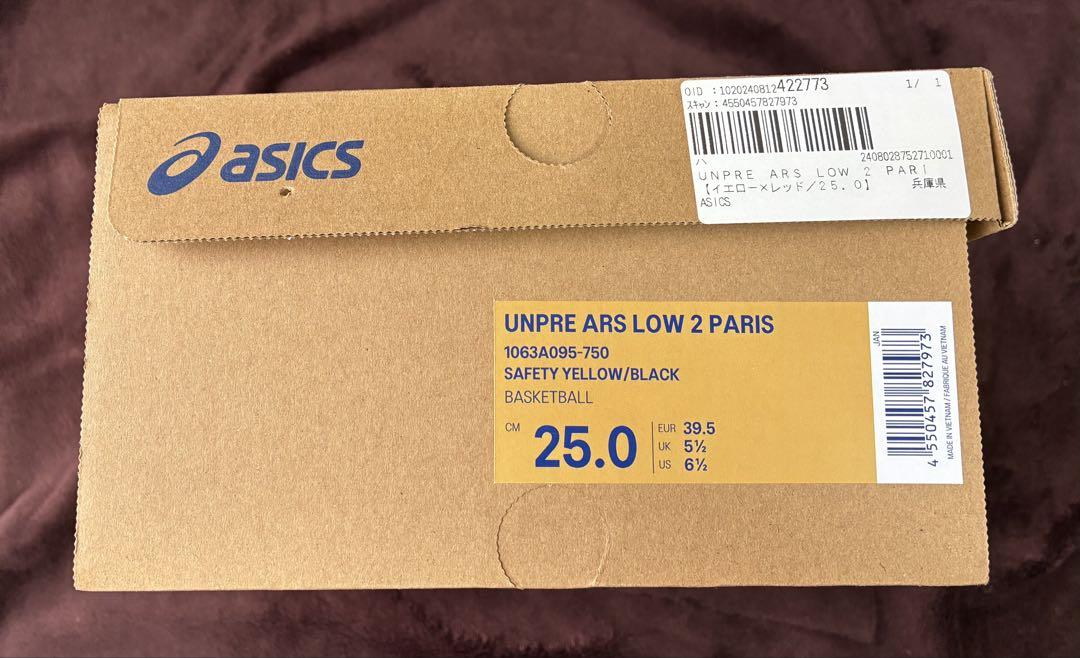 asics
OID :1020240812422773 1/ 1
スキャン:4550457827973
ハ 2408028752710001
UNPRE ARS LOW 2 PARI
【イエロー×レッド/25.0】 兵庫県
ASICS
UNPRE ARS LOW 2 PARIS
1063A095-750
SAFETY YELLOW/BLACK
BASKETBALL
CM 25.0
EUR 39.5
UK 5½
US 6½
JAN
4 550457 827973
MADE IN VIETNAM / FABRIQUÉ AU VIETNAM